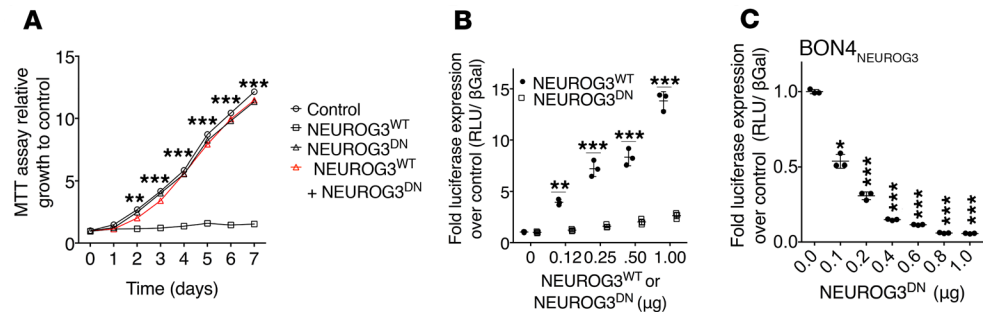 A
MTT assay relative
growth to control
15
10
5
0
**
***
***
***
***
***
0 1 2 3 4 5 6 7
Time (days)
Control
NEUROG3WT
NEUROG3DN
NEUROG3WT
+ NEUROG3DN
B
Fold luciferase expression
over control (RLU/ βGal)
15
10
5
0
NEUROG3WT
NEUROG3DN
**
***
***
***
0 0.12 0.25 .50 1.00
NEUROG3WT or
NEUROG3DN (μg)
C
BON4NEUROG3
Fold luciferase expression
over control (RLU/ βGal)
1.0
0.5
0.0
*
***
***
***
***
***
0.0 0.1 0.2 0.4 0.6 0.8 1.0
NEUROG3DN (μg)